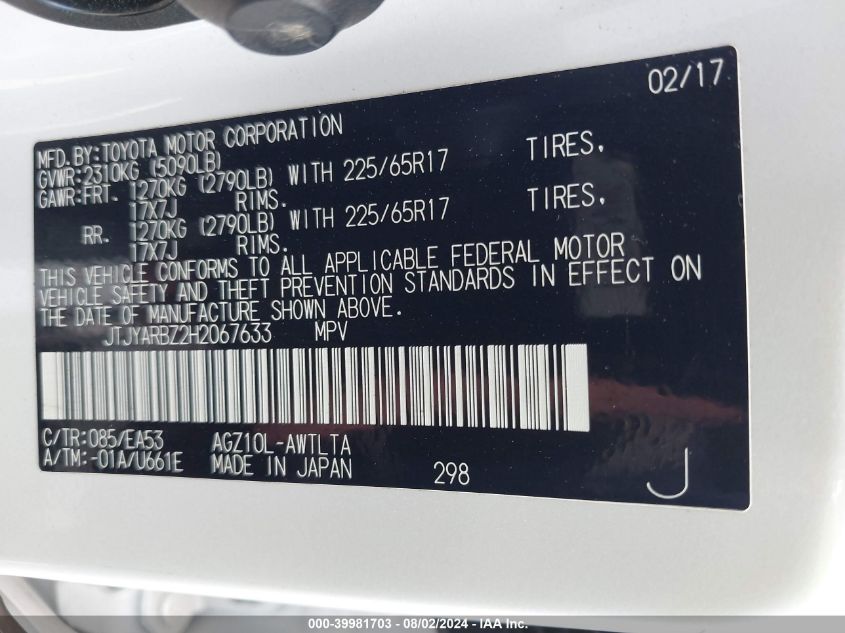 02/17
MFD.BY:TOYOTA MOTOR CORPORATION
GVWR:2310KG (5090LB)
GAWR:FRT. 1270KG (2790LB) WITH 225/65R17 TIRES,
17X7J RIMS.
RR. 1270KG (2790LB) WITH 225/65R17 TIRES,
17X7J RIMS.
THIS VEHICLE CONFORMS TO ALL APPLICABLE FEDERAL MOTOR
VEHICLE SAFETY AND THEFT PREVENTION STANDARDS IN EFFECT ON
THE DATE OF MANUFACTURE SHOWN ABOVE.
JTJYARBZ2H2067633 MPV
C/TR:085/EA53 AGZ10L-AWTLTA
A/TM:-01A/U661E MADE IN JAPAN
298
J
000-39981703 - 08/02/2024 - IAA Inc.